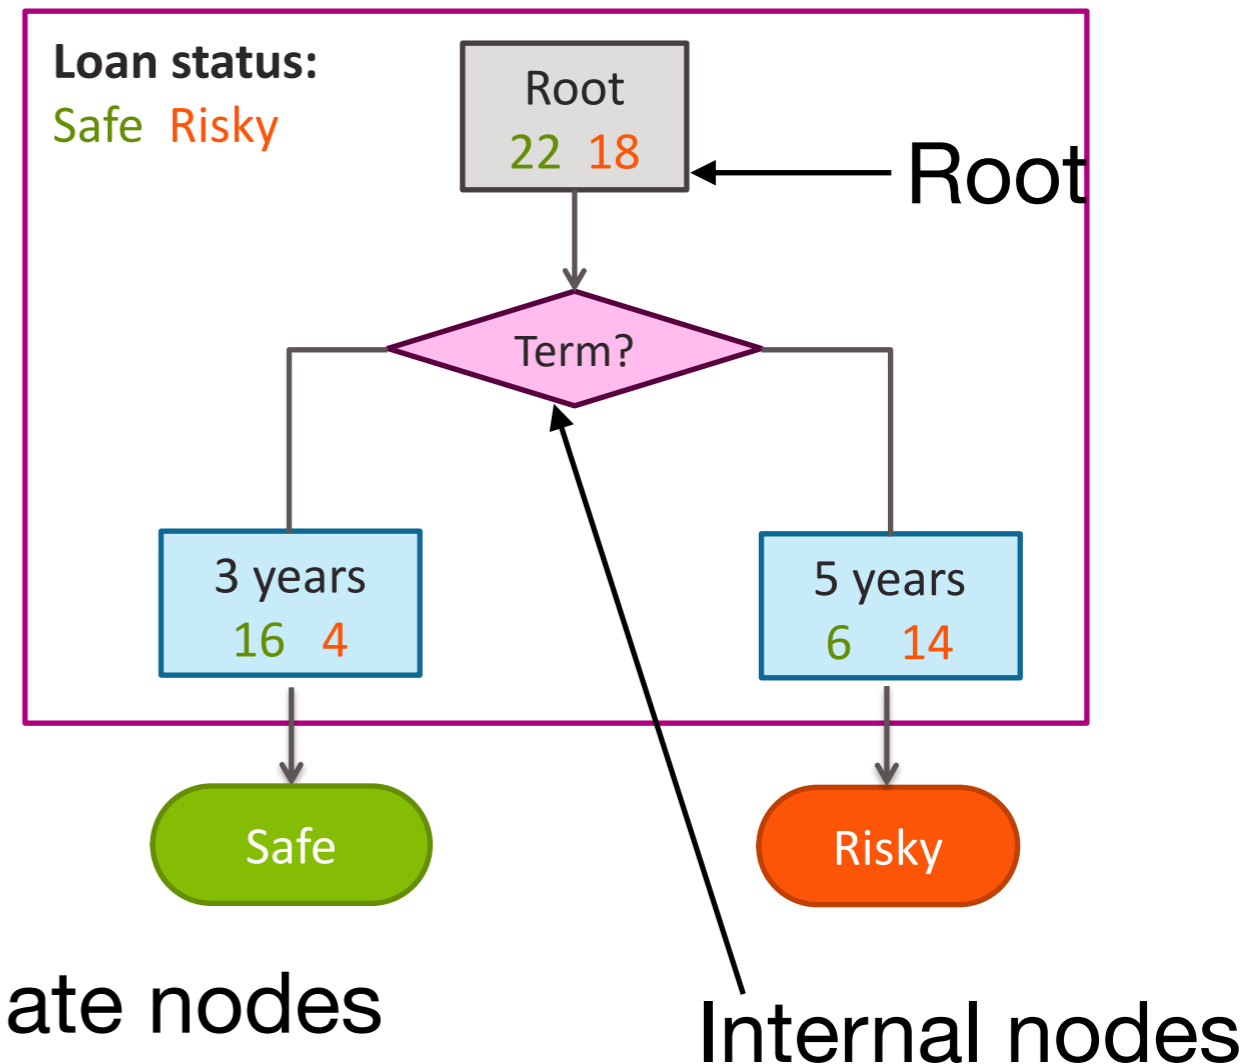 Loan status:
Safe Risky
Root
22 18
Root
Term?
3 years
16 4
5 years
6 14
Safe
Risky
ate nodes
Internal nodes